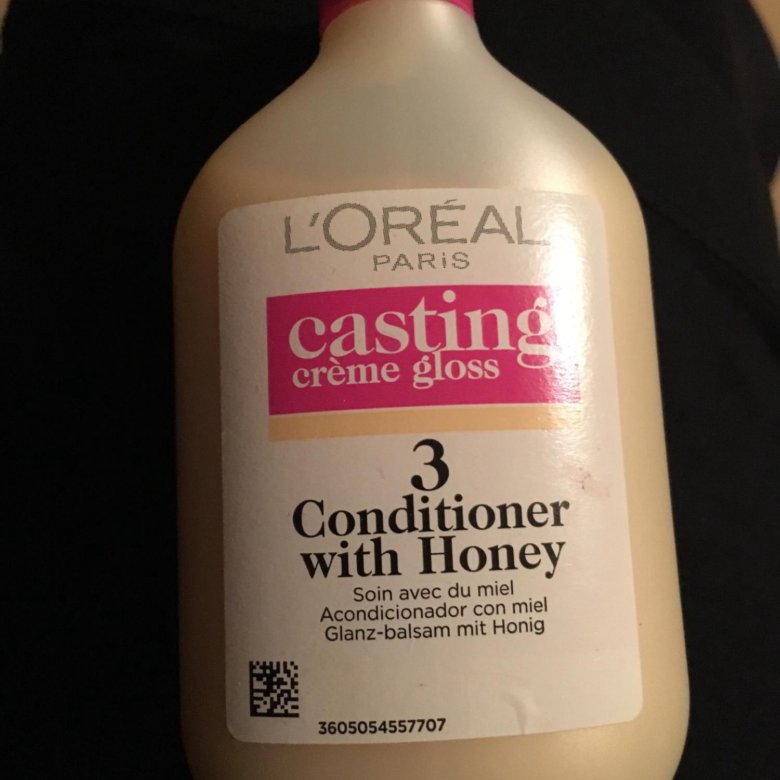 L'ORÉAL
PARiS
casting
crème gloss
3
Conditioner
with Honey
Soin avec du miel
Acondicionador con miel
Glanz-balsam mit Honig
3605054557707